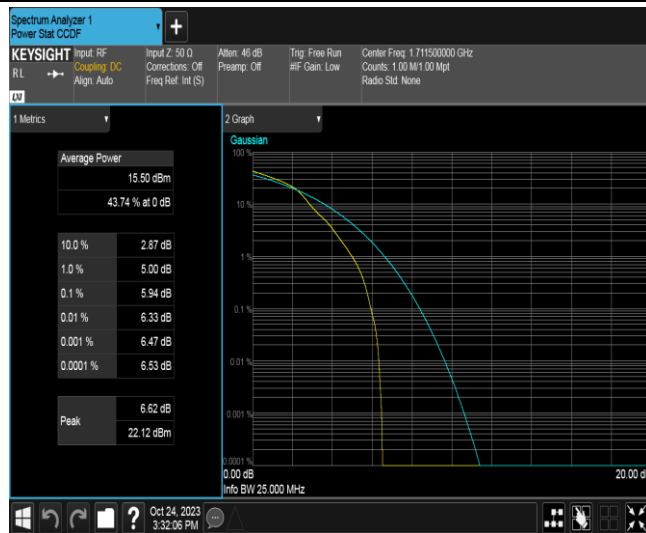 Spectrum Analyzer 1
Power Stat CCDF
+
KEYSIGHT
RL
Input: RF
Coupling: DC
Align: Auto
Input Z: 50 Ω
Corrections: Off
Freq Ref: Int (S)
Atten: 46 dB
Preamp: Off
Trig: Free Run
#IF Gain: Low
Center Freq: 1.711500000 GHz
Counts: 1.00 M/1.00 Mpt
Radio Std: None
1 Metrics
Average Power
15.50 dBm
43.74 % at 0 dB
10.0 % 2.87 dB
1.0 % 5.00 dB
0.1 % 5.94 dB
0.01 % 6.33 dB
0.001 % 6.47 dB
0.0001 % 6.53 dB
Peak
6.62 dB
22.12 dBm
2 Graph
Gaussian
100 %
10 %
1 %
0.1 %
0.01 %
0.001 %
0.0001 %
0.00 dB
20.00 d
Info BW 25.000 MHz
?
Oct 24, 2023
3:32:06 PM